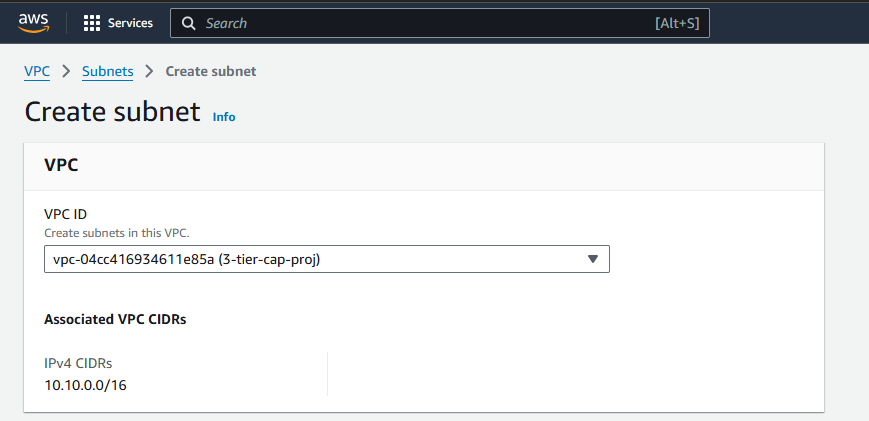 aws Services Search [Alt+S]
VPC > Subnets > Create subnet
Create subnet Info
VPC
VPC ID
Create subnets in this VPC.
vpc-04cc416934611e85a (3-tier-cap-proj)
Associated VPC CIDRs
IPv4 CIDRs
10.10.0.0/16